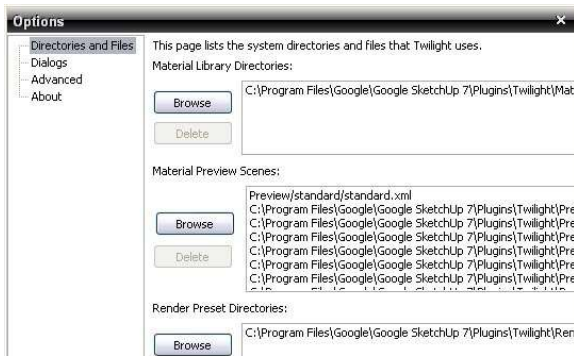 Options
Directories and Files
Dialogs
Advanced
About
This page lists the system directories and files that Twilight uses.
Material Library Directories:
Browse
Delete
C:\Program Files\Google\Google SketchUp 7\Plugins\Twilight\Mat
Material Preview Scenes:
Browse
Delete
Preview/standard/standard.xml
C:\Program Files\Google\Google SketchUp 7\Plugins\Twilight\Pre
C:\Program Files\Google\Google SketchUp 7\Plugins\Twilight\Pre
C:\Program Files\Google\Google SketchUp 7\Plugins\Twilight\Pre
C:\Program Files\Google\Google SketchUp 7\Plugins\Twilight\Pre
C:\Program Files\Google\Google SketchUp 7\Plugins\Twilight\Pre
C:\Program Files\Google\Google SketchUp 7\Plugins\Twilight\Pre
Render Preset Directories:
Browse
C:\Program Files\Google\Google SketchUp 7\Plugins\Twilight\Ren